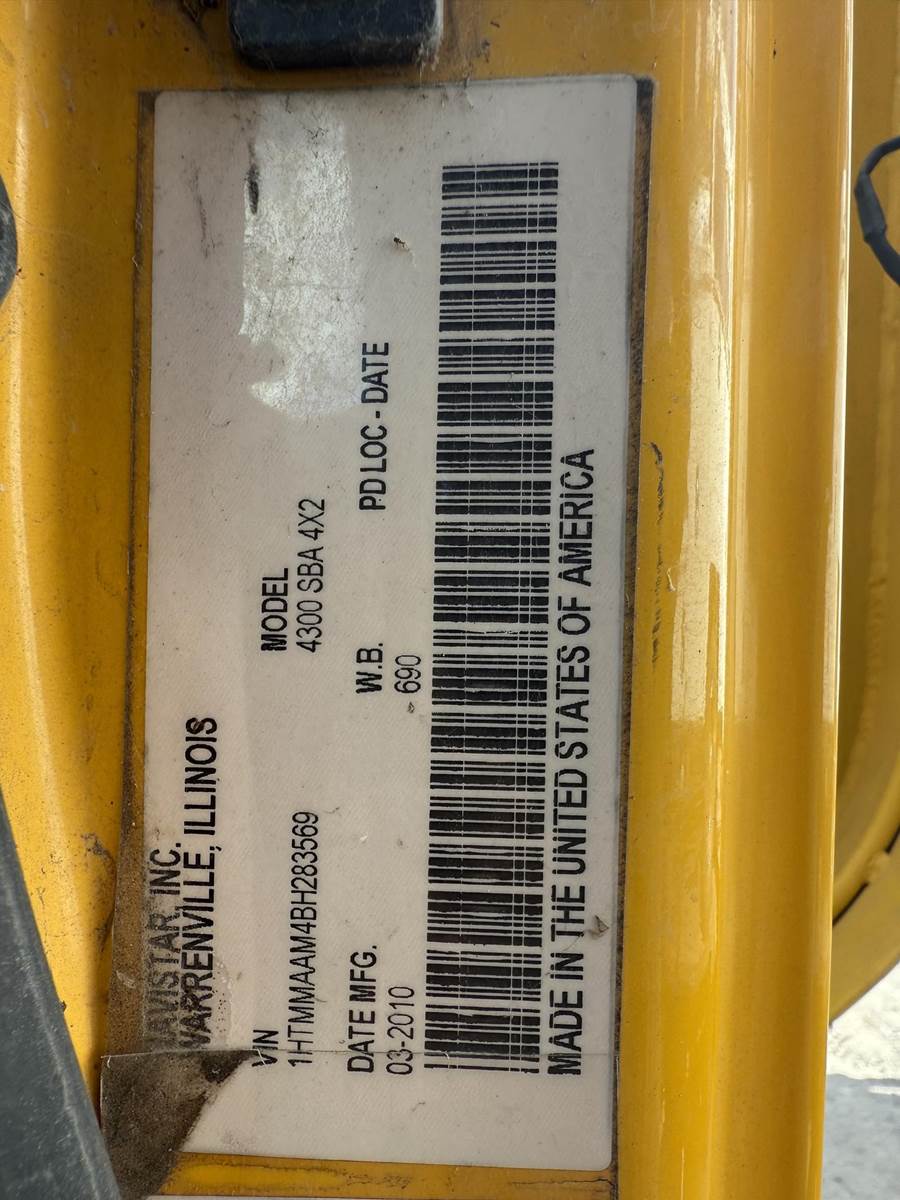 AVISTAR, INC.
WARRENVILLE, ILLINOIS
VIN
1HTMMAAM4BH283569
MODEL
4300 SBA 4X2
DATE MFG.
03-2010
W.B.
690
PD LOC - DATE
MADE IN THE UNITED STATES OF AMERICA